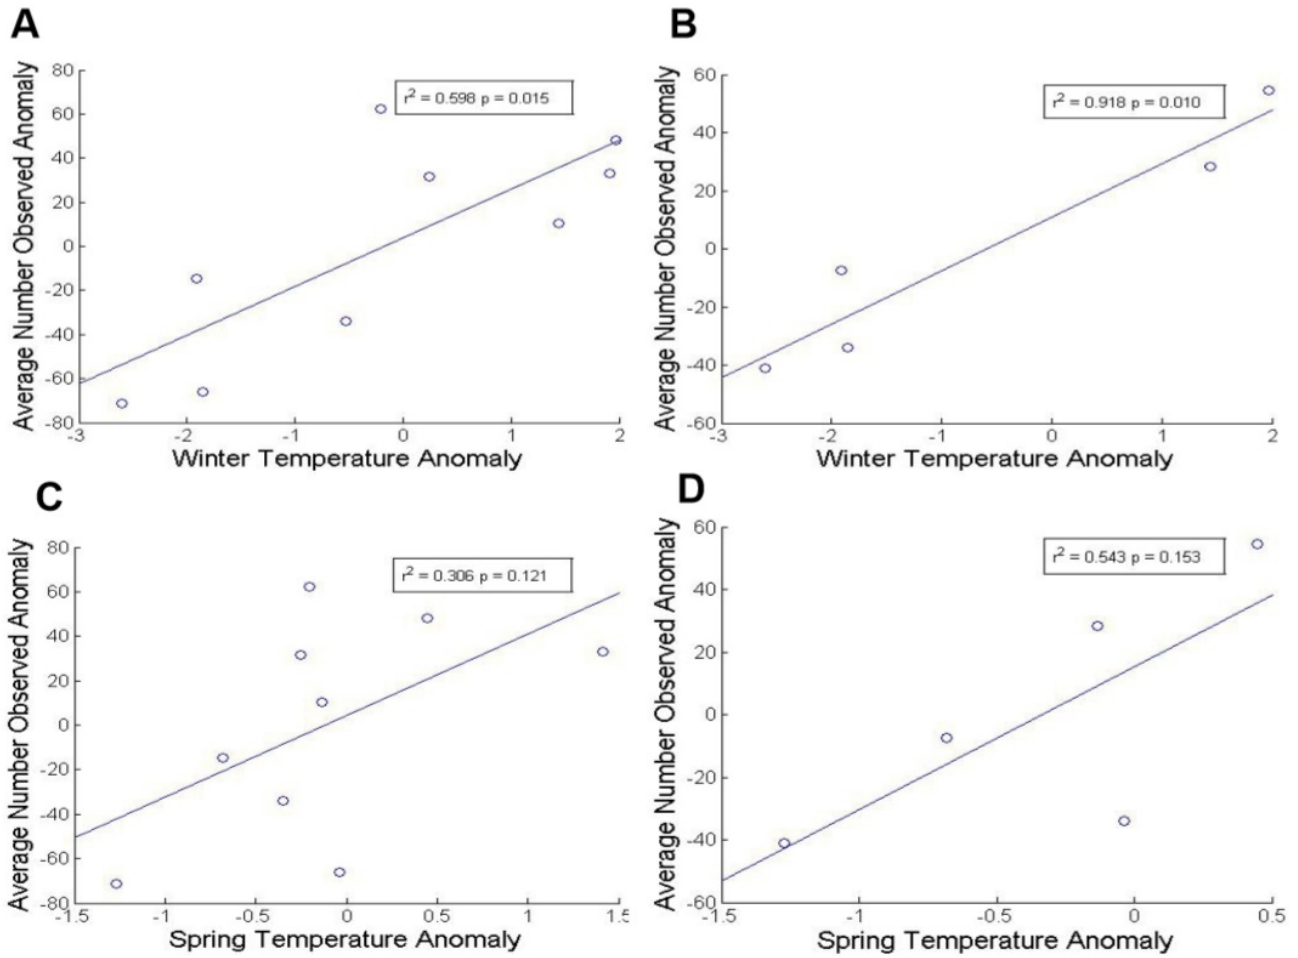 A
Average Number Observed Anomaly
80
60
40
20
0
-20
-40
-60
-80
r² = 0.598 p = 0.015
-3 -2 -1 0 1 2
Winter Temperature Anomaly
B
Average Number Observed Anomaly
60
40
20
0
-20
-40
-60
r² = 0.918 p = 0.010
-3 -2 -1 0 1 2
Winter Temperature Anomaly
C
Average Number Observed Anomaly
80
60
40
20
0
-20
-40
-60
-80
r² = 0.306 p = 0.121
-1.5 -1 -0.5 0 0.5 1 1.5
Spring Temperature Anomaly
D
Average Number Observed Anomaly
60
40
20
0
-20
-40
-60
r² = 0.543 p = 0.153
-1.5 -1 -0.5 0 0.5
Spring Temperature Anomaly